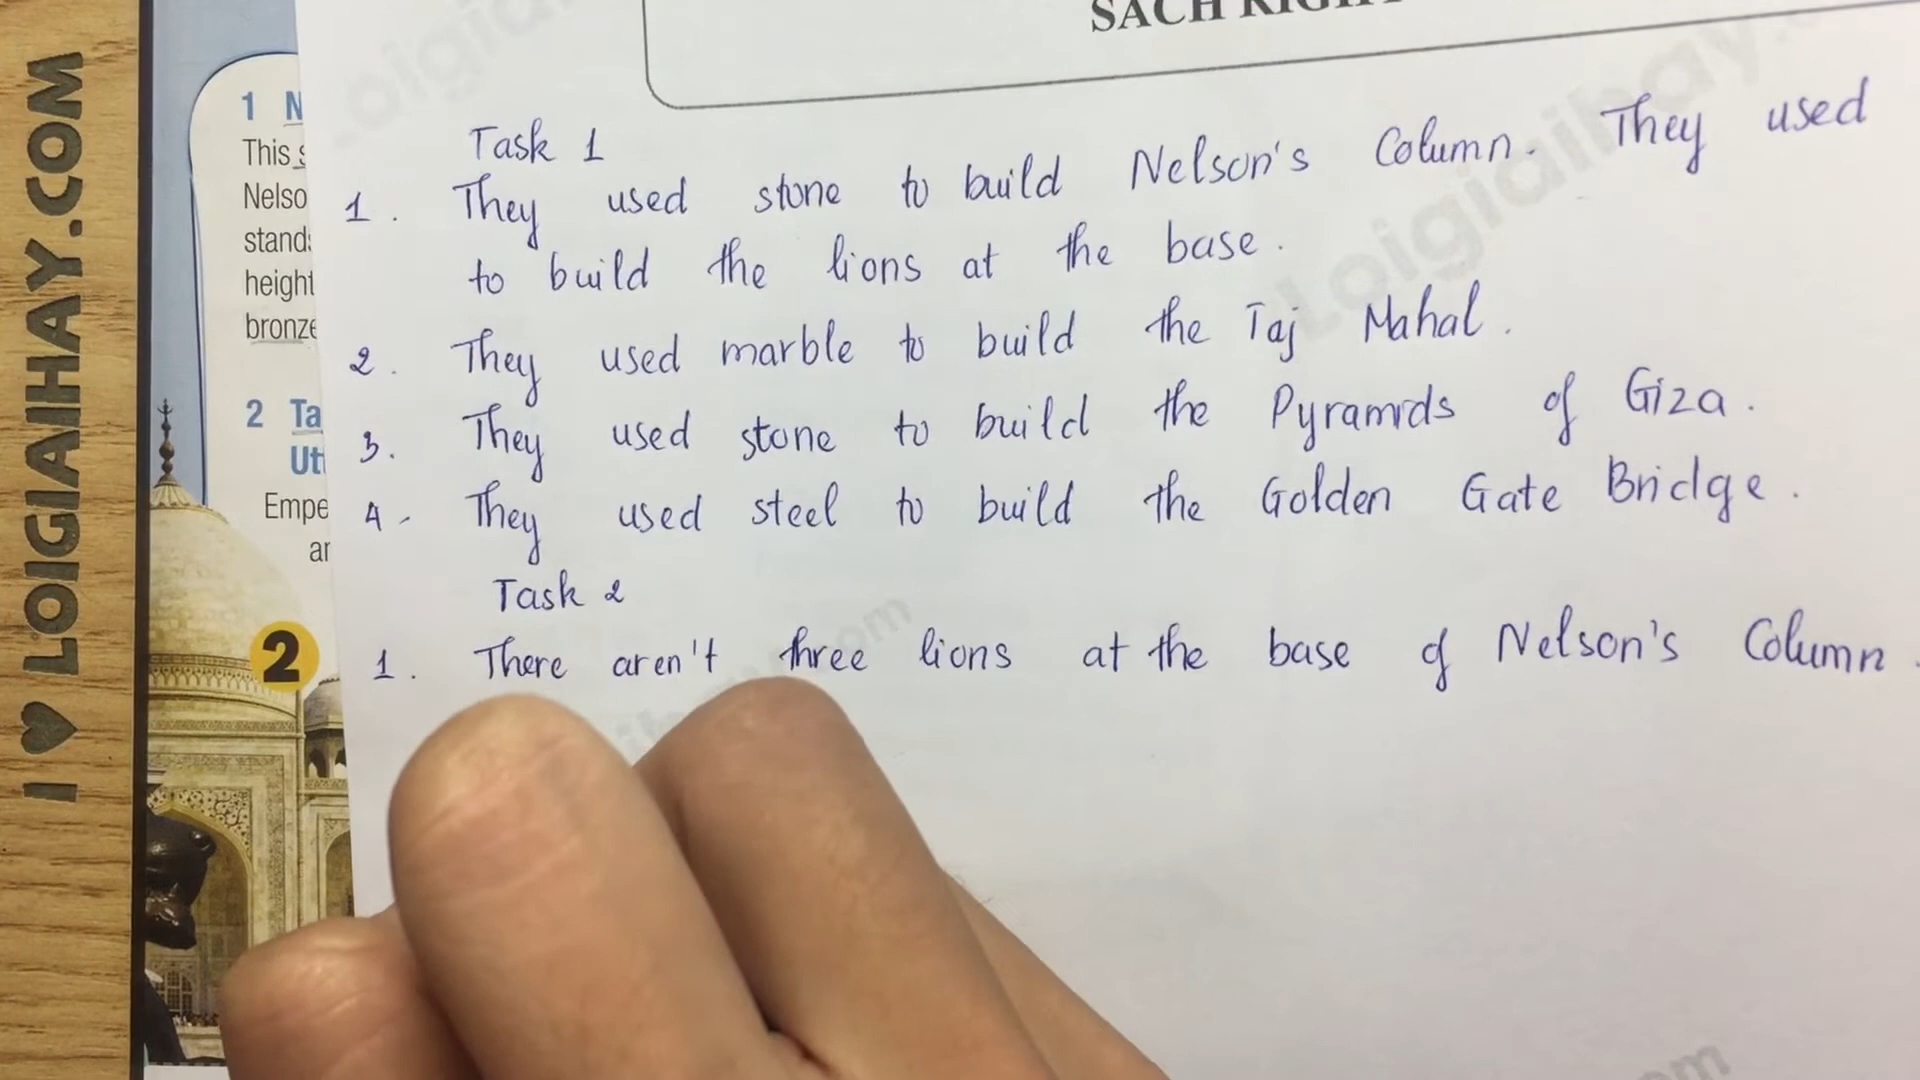 I ♥ LOIGIAIHAY.COM
SACH RIGH
1 N
This s
Nelso
stand
height
bronze
2 Ta
Ut
Empe
ar
2
Task 1
1. They used stone to build Nelson's Column. They used
to build the lions at the base.
2. They used marble to build the Taj Mahal.
3. They used stone to build the Pyramids of Giza.
4. They used steel to build the Golden Gate Bridge.
Task 2
1. There aren't three lions at the base of Nelson's Column.
Loigiaihay.com